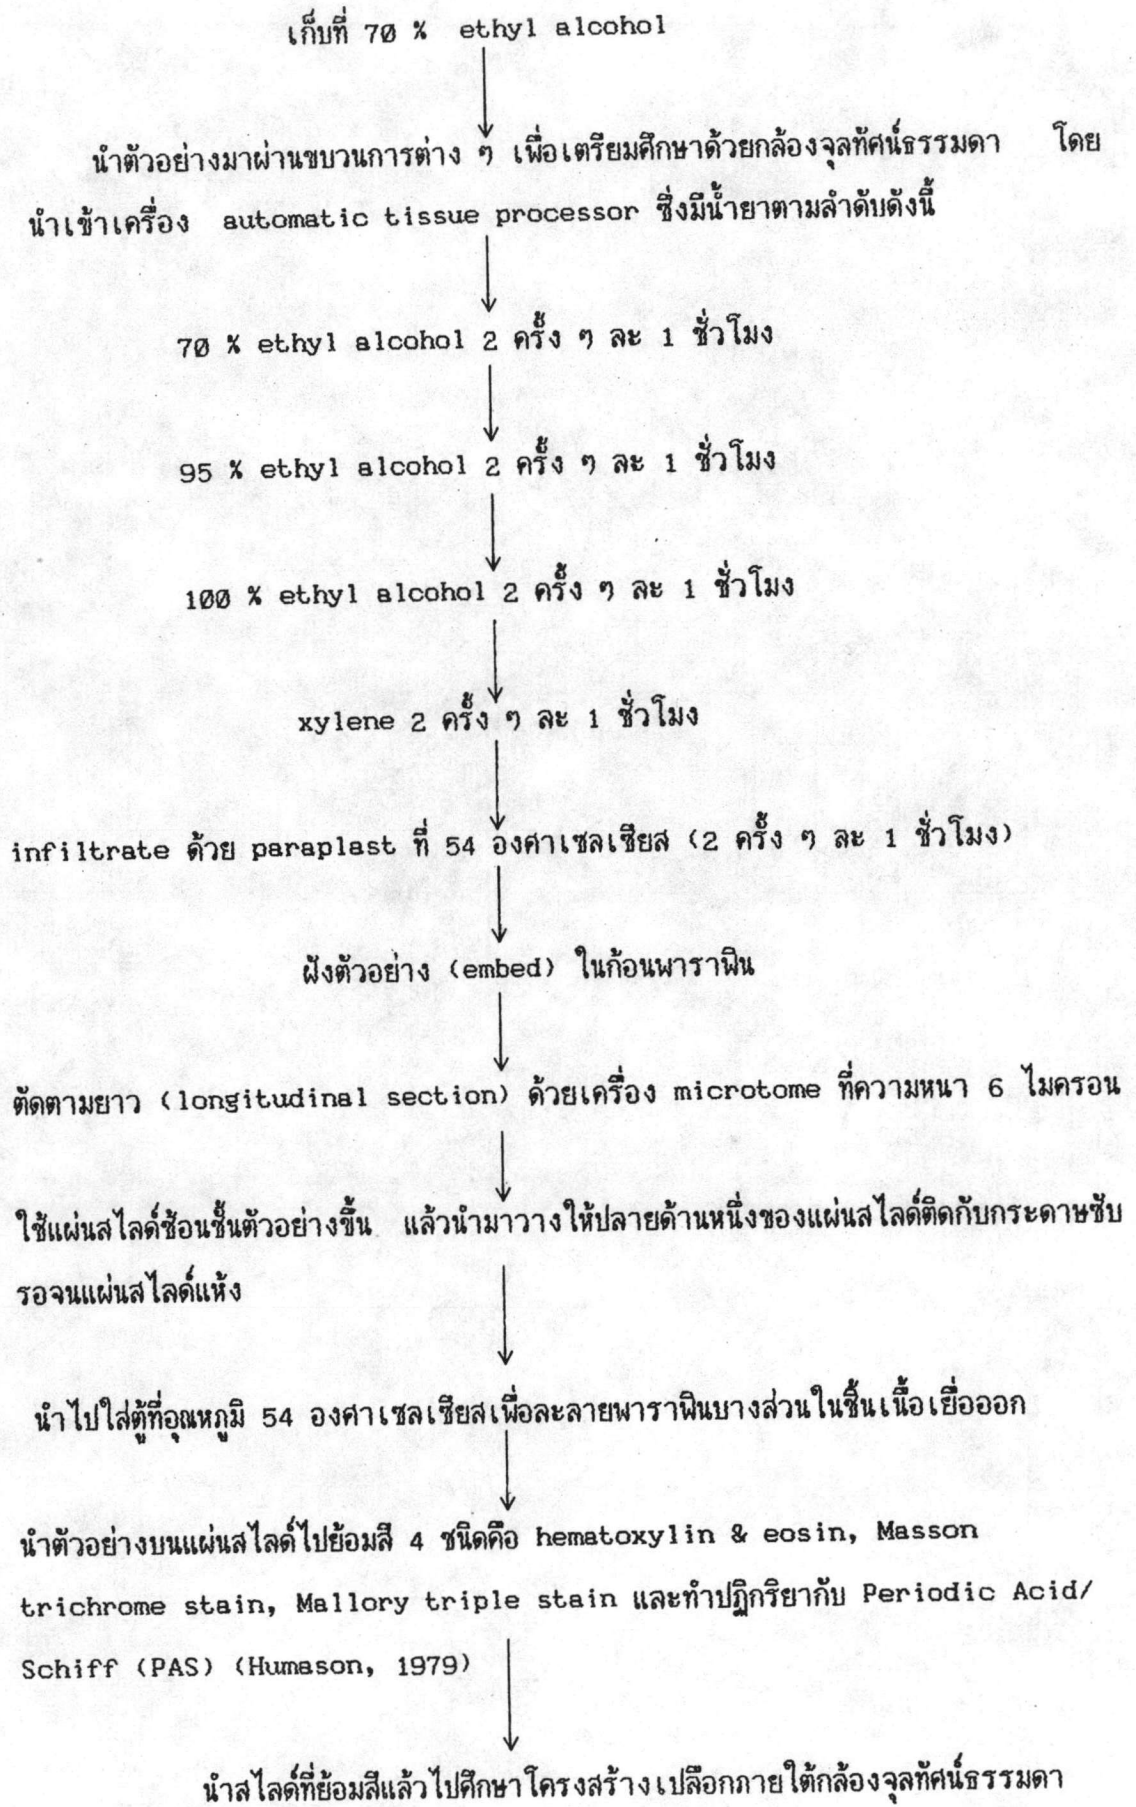 เก็บที่ 70 % ethyl alcohol
นำตัวอย่างมาผ่านขบวนการต่าง ๆ เพื่อเตรียมศึกษาด้วยกล้องจุลทัศน์ธรรมดา โดย
นำเข้าเครื่อง automatic tissue processor ซึ่งมีน้ำยาตามลำดับดังนี้
70 % ethyl alcohol 2 ครั้ง ๆ ละ 1 ชั่วโมง
95 % ethyl alcohol 2 ครั้ง ๆ ละ 1 ชั่วโมง
100 % ethyl alcohol 2 ครั้ง ๆ ละ 1 ชั่วโมง
xylene 2 ครั้ง ๆ ละ 1 ชั่วโมง
infiltrate ด้วย paraplast ที่ 54 องศาเซลเซียส (2 ครั้ง ๆ ละ 1 ชั่วโมง)
ฝังตัวอย่าง (embed) ในก้อนพาราฟิน
ตัดตามยาว (longitudinal section) ด้วยเครื่อง microtome ที่ความหนา 6 ไมครอน
ใช้แผ่นสไลด์ช้อนชิ้นตัวอย่างขึ้น แล้วนำมาวางให้ปลายด้านหนึ่งของแผ่นสไลด์ติดกับกระดาษซับ
รอจนแผ่นสไลด์แห้ง
นำไปใส่ตู้ที่อุณหภูมิ 54 องศาเซลเซียสเพื่อละลายพาราฟินบางส่วนในชิ้นเนื้อเยื่อออก
นำตัวอย่างบนแผ่นสไลด์ไปย้อมสี 4 ชนิดคือ hematoxylin & eosin, Masson
trichrome stain, Mallory triple stain และทำปฏิกริยากับ Periodic Acid/
Schiff (PAS) (Humason, 1979)
นำสไลด์ที่ย้อมสีแล้วไปศึกษาโครงสร้างเปลือกภายใต้กล้องจุลทัศน์ธรรมดา